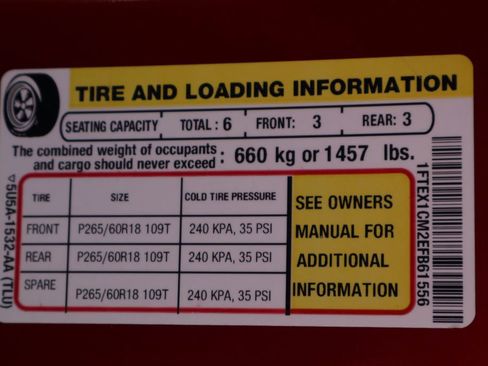 TIRE AND LOADING INFORMATION
SEATING CAPACITY TOTAL : 6 FRONT: 3 REAR: 3
The combined weight of occupants and cargo should never exceed : 660 kg or 1457 lbs.
TIRE SIZE COLD TIRE PRESSURE
FRONT P265/60R18 109T 240 KPA, 35 PSI
REAR P265/60R18 109T 240 KPA, 35 PSI
SPARE P265/60R18 109T 240 KPA, 35 PSI
SEE OWNERS
MANUAL FOR
ADDITIONAL
INFORMATION
5U5A-1532-AA (TLU)
1FTEX1CM2EFB61556